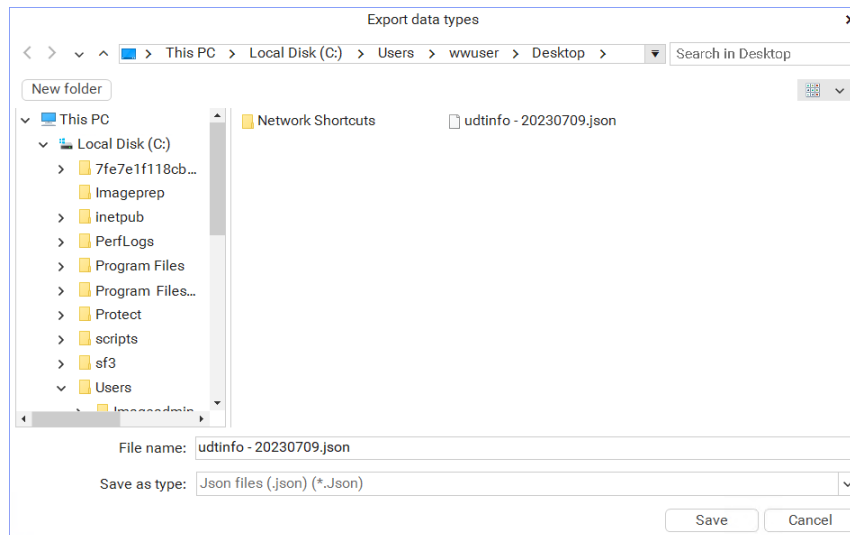 Export data types
This PC > Local Disk (C:) > Users > wwuser > Desktop >
Search in Desktop
New folder
This PC
Local Disk (C:)
7fe7e1f118cb...
Imageprep
inetpub
PerfLogs
Program Files
Program Files...
Protect
scripts
sf3
Users
Network Shortcuts
udtinfo - 20230709.json
File name: udtinfo - 20230709.json
Save as type: Json files (.json) (*.Json)
Save Cancel